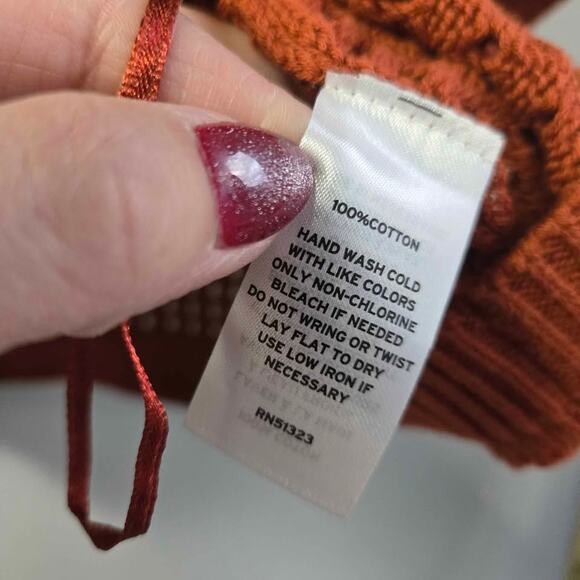 100%COTTON
HAND WASH COLD
WITH LIKE COLORS
ONLY NON-CHLORINE
BLEACH IF NEEDED
DO NOT WRING OR TWIST
LAY FLAT TO DRY
USE LOW IRON IF
NECESSARY
RN51323